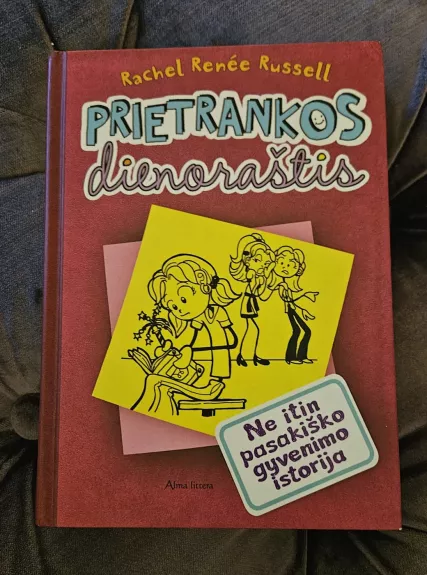 Rachel Renée Russell
PRIETRANKOS
dienoraštis
Ne itin
pasakiško
gyvenimo
istorija
Alma littera